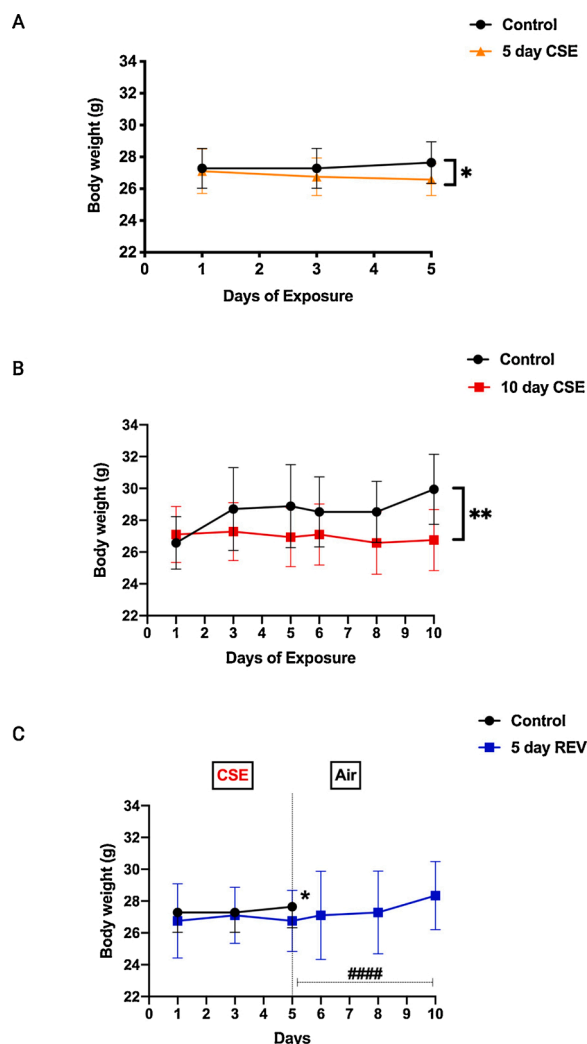 A
Control
5 day CSE
Body weight (g)
34
32
30
28
26
24
22
*
0 1 2 3 4 5
Days of Exposure
B
Control
10 day CSE
Body weight (g)
34
32
30
28
26
24
22
**
0 1 2 3 4 5 6 7 8 9 10
Days of Exposure
C
Control
5 day REV
CSE Air
Body weight (g)
34
32
30
28
26
24
22
*
####
0 1 2 3 4 5 6 7 8 9 10
Days